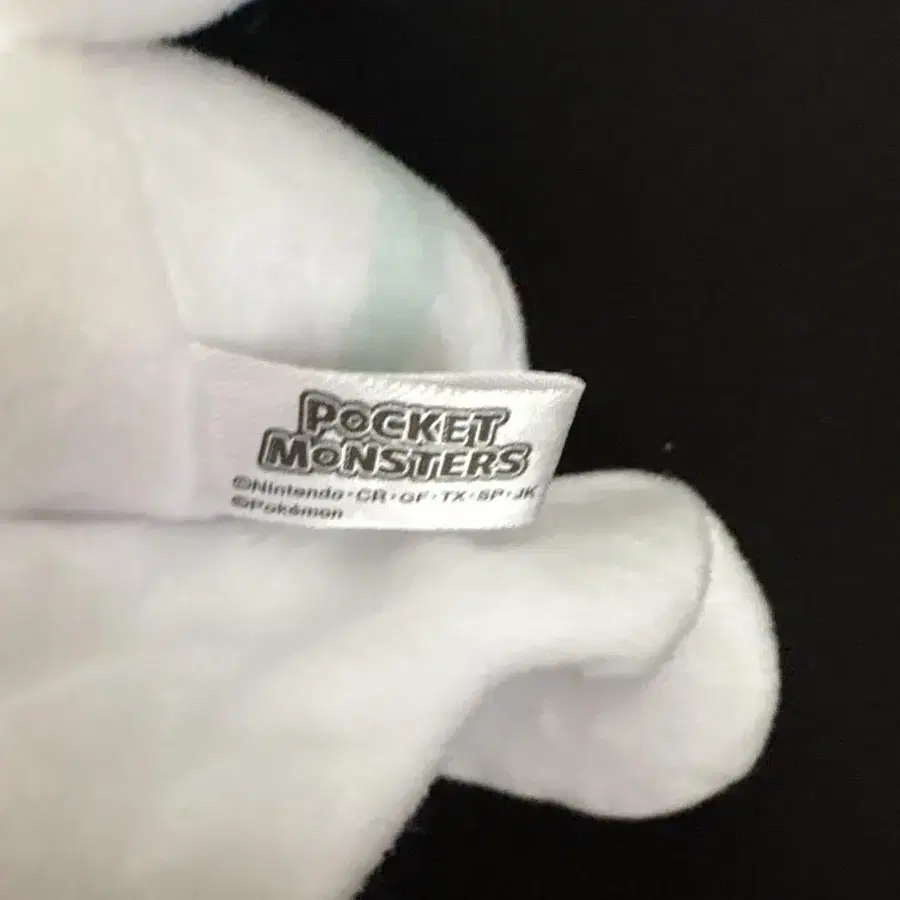 POCKET
MONSTERS
©Nintendo・CR・GF・TX・SP・JK
©Pokémon